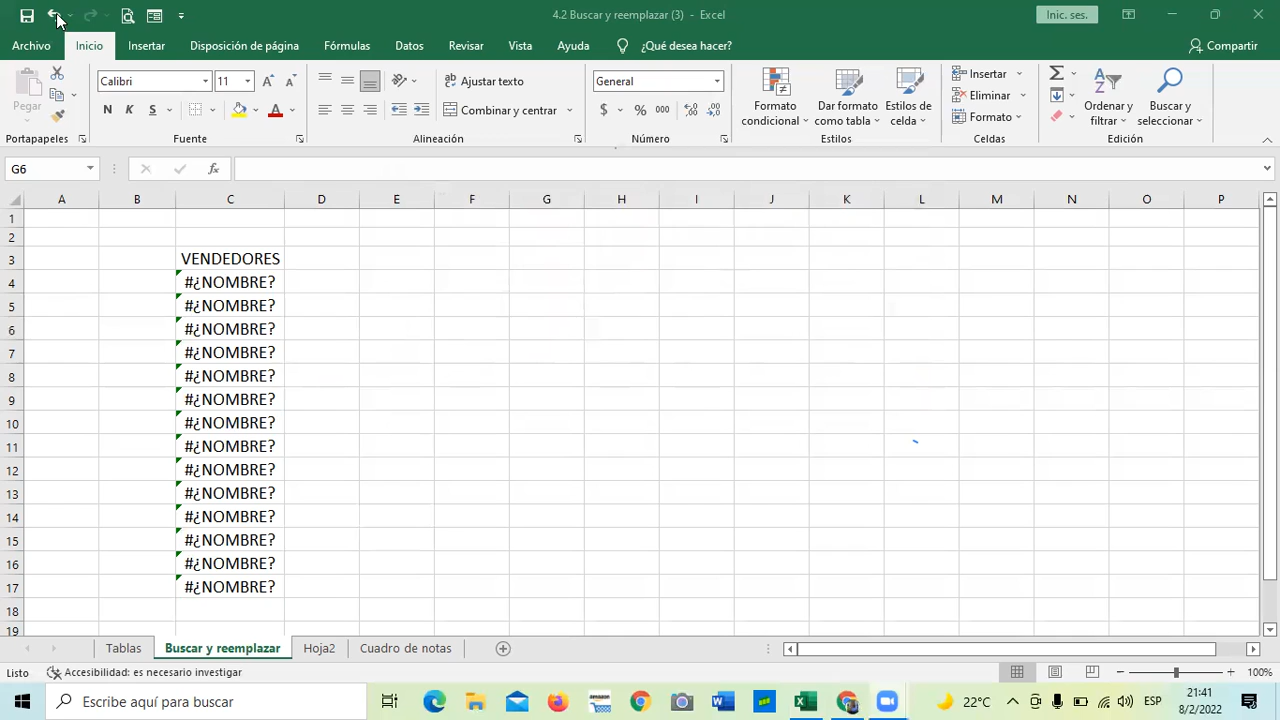 4.2 Buscar y reemplazar (3) - Excel
Inic. ses.
Archivo Inicio Insertar Disposición de página Fórmulas Datos Revisar Vista Ayuda ¿Qué desea hacer? Compartir
Pegar
Portapapeles
Calibri 11
N K S
Fuente
Ajustar texto
Combinar y centrar
Alineación
General
$ % 000
Número
Formato condicional
Dar formato como tabla
Estilos de celda
Estilos
Insertar
Eliminar
Formato
Celdas
Ordenar y filtrar
Buscar y seleccionar
Edición
G6
fx
A B C D E F G H I J K L M N O P
1
2
3 VENDEDORES
4 #¿NOMBRE?
5 #¿NOMBRE?
6 #¿NOMBRE?
7 #¿NOMBRE?
8 #¿NOMBRE?
9 #¿NOMBRE?
10 #¿NOMBRE?
11 #¿NOMBRE?
12 #¿NOMBRE?
13 #¿NOMBRE?
14 #¿NOMBRE?
15 #¿NOMBRE?
16 #¿NOMBRE?
17 #¿NOMBRE?
18
19
Tablas Buscar y reemplazar Hoja2 Cuadro de notas
Listo Accesibilidad: es necesario investigar 100%
Escribe aquí para buscar
22°C
ESP
21:41
8/2/2022